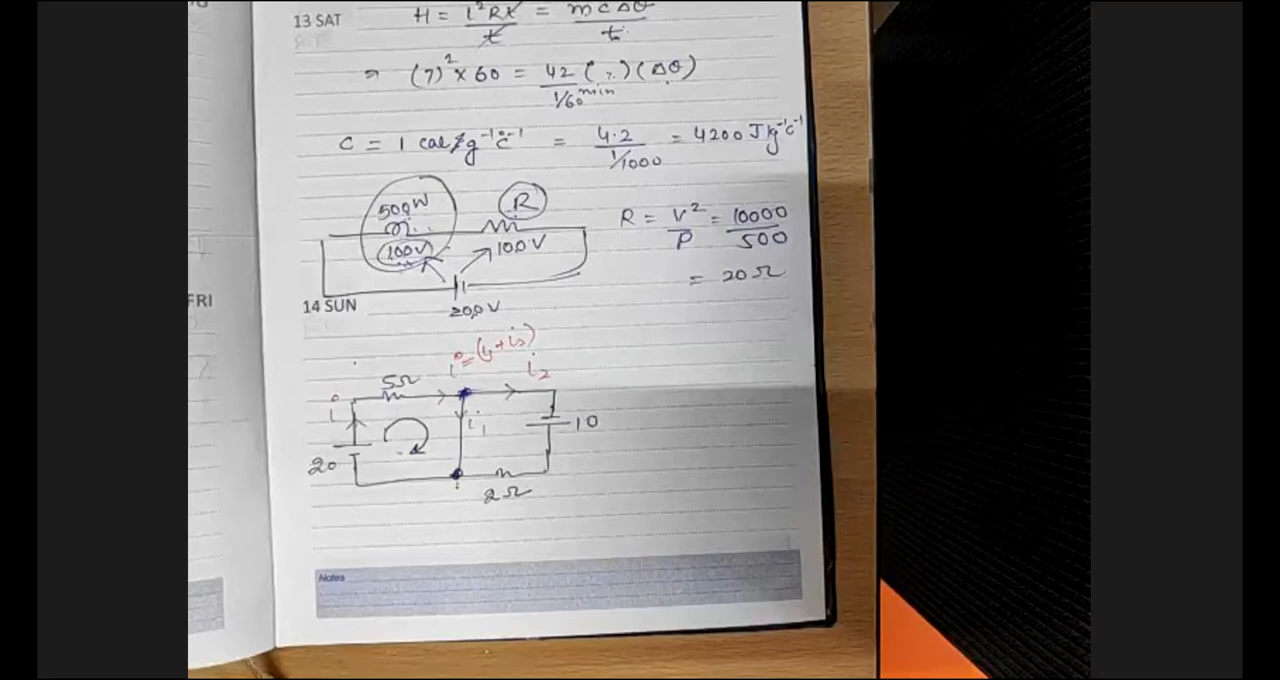 13 SAT
H = i²Rt/t = mcΔθ/t
⇒ (7)² × 60 = 42 ( ) (Δθ) / 1/60 min
C = 1 cal g⁻¹ c⁻¹ = 4.2 / 1/1000 = 4200 J kg⁻¹ c⁻¹
500W R
100V 100V
R = V²/P = 10000/500
= 20 Ω
FRI
14 SUN
200V
i = (i₁+i₂)
5Ω i₂
i
i₁ 10
20
2Ω
Notes